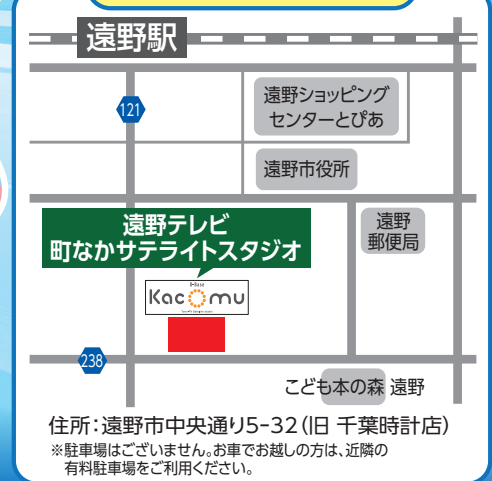 遠野駅
遠野ショッピング
センターとぴあ
121
遠野市役所
遠野テレビ
町なかサテライトスタジオ
遠野
郵便局
Kacomu
238
こども本の森 遠野
住所:遠野市中央通り5-32(旧 千葉時計店)
※駐車場はございません。お車でお越しの方は、近隣の
有料駐車場をご利用ください。